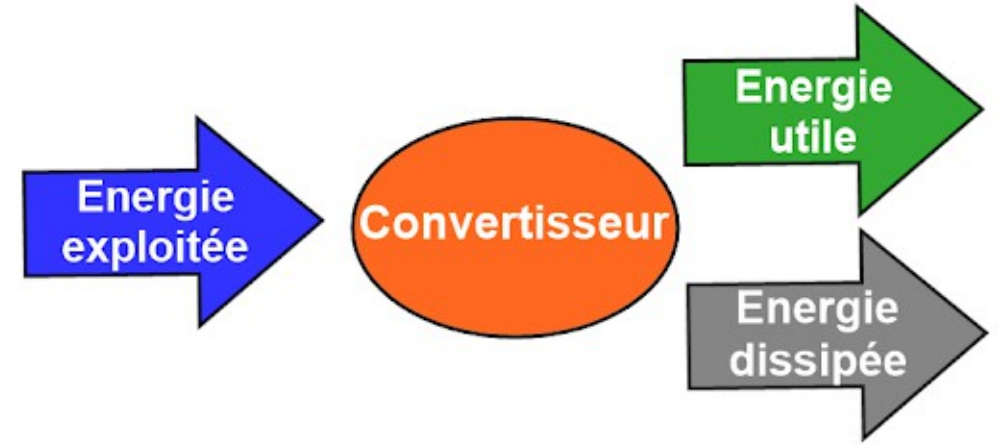 Energie
exploitée
Convertisseur
Energie
utile
Energie
dissipée